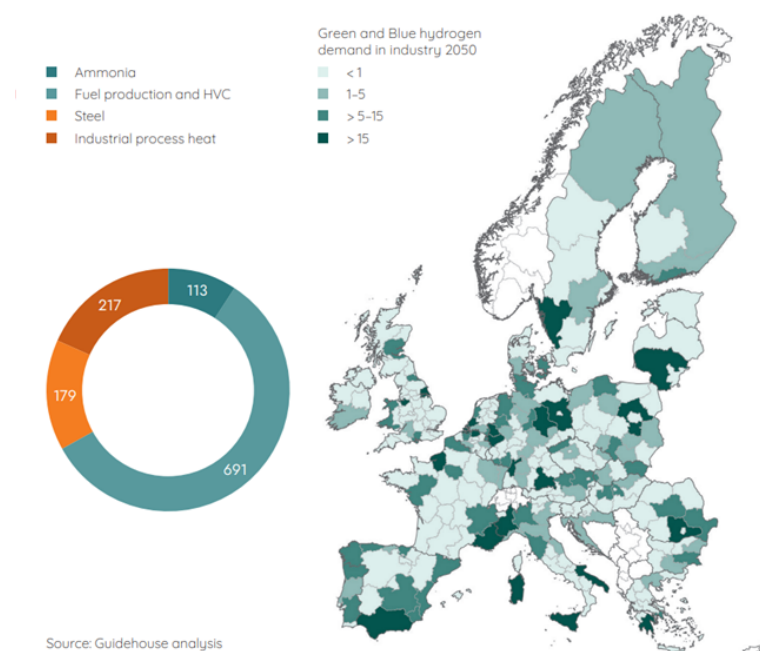 Green and Blue hydrogen
demand in industry 2050
Ammonia
Fuel production and HVC
Steel
Industrial process heat
< 1
1–5
> 5–15
> 15
113
217
179
691
Source: Guidehouse analysis